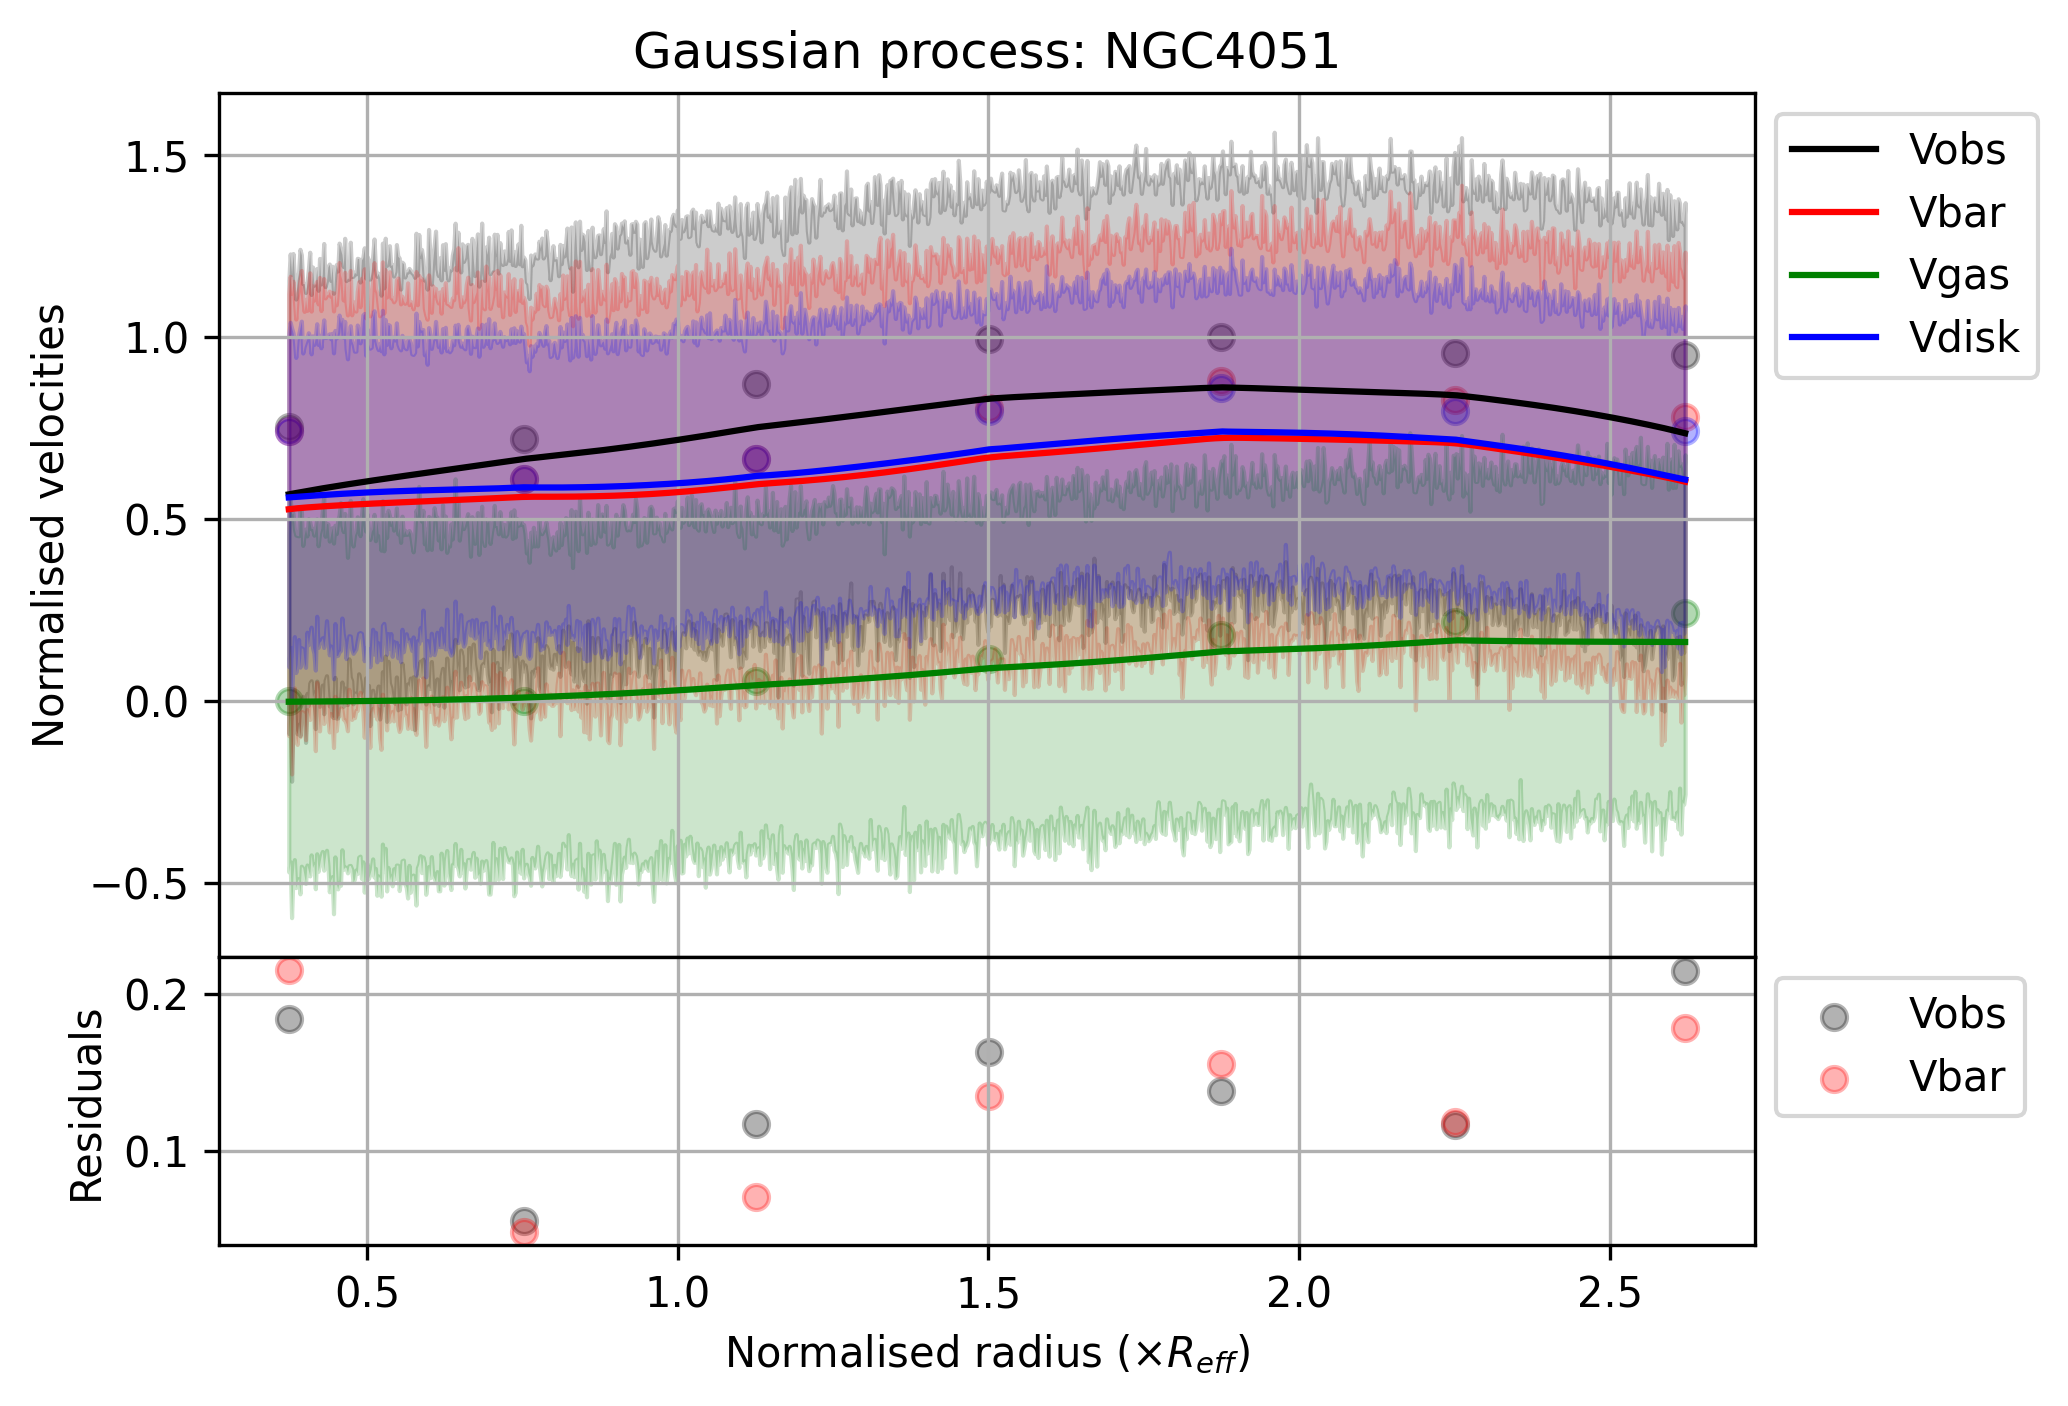 Gaussian process: NGC4051
Normalised velocities
1.5
1.0
0.5
0.0
−0.5
Vobs
Vbar
Vgas
Vdisk
Residuals
0.2
0.1
Vobs
Vbar
0.5 1.0 1.5 2.0 2.5
Normalised radius (×R_eff)